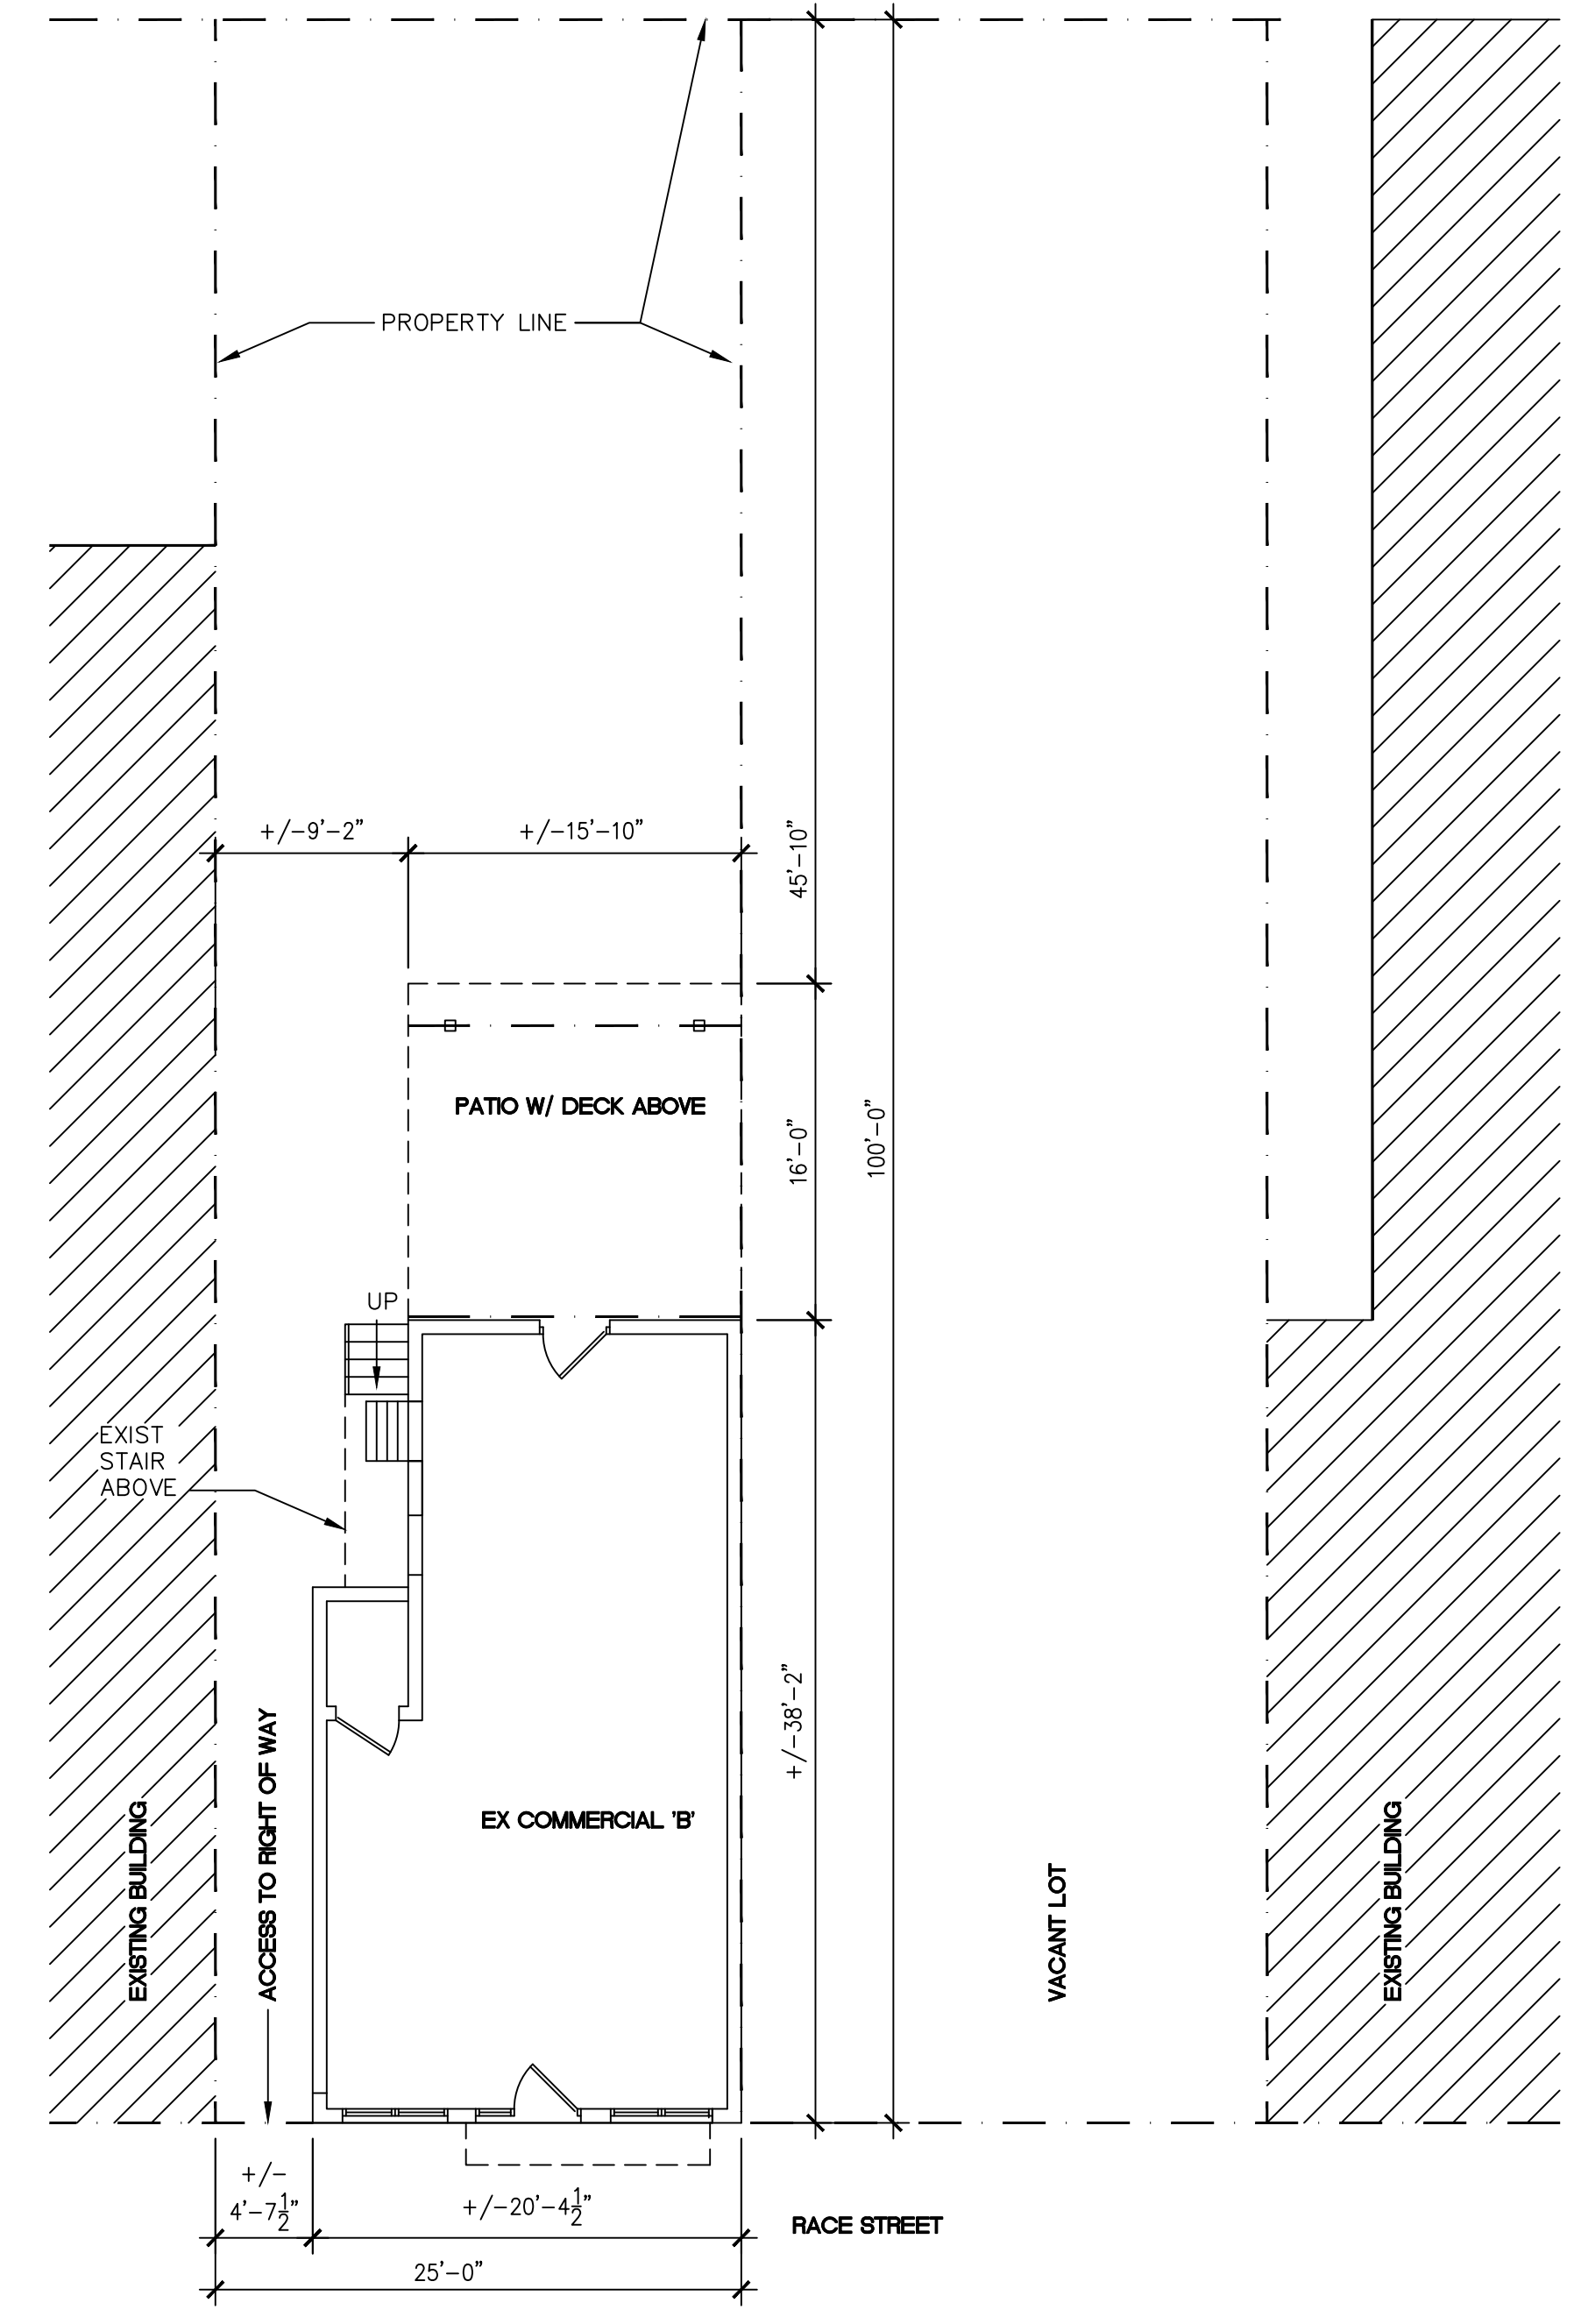 PROPERTY LINE
+/-9'-2"
+/-15'-10"
45'-10"
PATIO W/ DECK ABOVE
16'-0"
100'-0"
UP
EXIST
STAIR
ABOVE
+/-38'-2"
EX COMMERCIAL 'B'
EXISTING BUILDING
ACCESS TO RIGHT OF WAY
VACANT LOT
EXISTING BUILDING
+/-
4'-7½"
+/-20'-4½"
RACE STREET
25'-0"